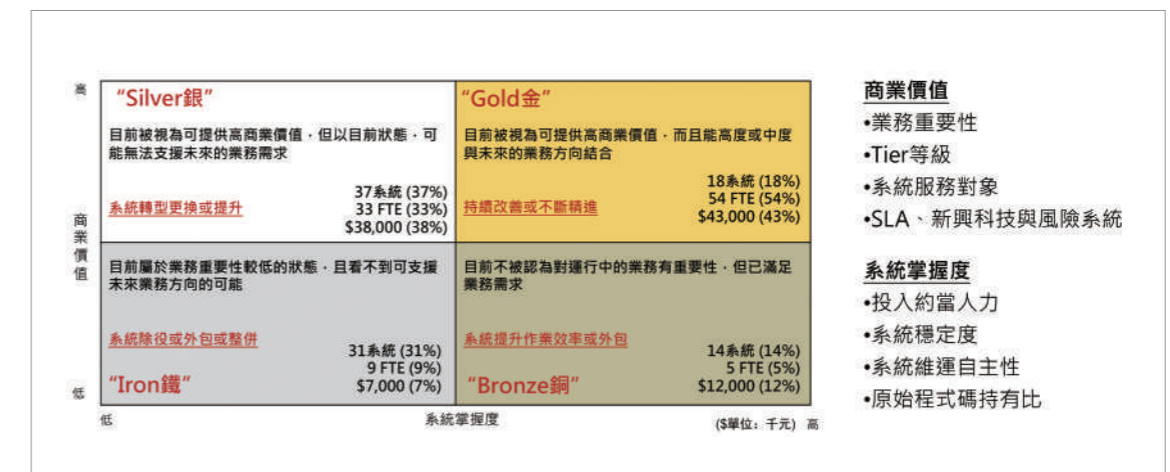 高
商業價值
低
“Silver銀”
目前被視為可提供高商業價值，但以目前狀態，可
能無法支援未來的業務需求
系統轉型更換或提升
37系統 (37%)
33 FTE (33%)
$38,000 (38%)
“Gold金”
目前被視為可提供高商業價值，而且能高度或中度
與未來的業務方向結合
持續改善或不斷精進
18系統 (18%)
54 FTE (54%)
$43,000 (43%)
目前屬於業務重要性較低的狀態，且看不到可支援
未來業務方向的可能
系統除役或外包或整併
31系統 (31%)
9 FTE (9%)
$7,000 (7%)
“Iron鐵”
目前不被認為對運行中的業務有重要性，但已滿足
業務需求
系統提升作業效率或外包
14系統 (14%)
5 FTE (5%)
$12,000 (12%)
“Bronze銅”
低
系統掌握度
($單位：千元)
高
商業價值
•業務重要性
•Tier等級
•系統服務對象
•SLA、新興科技與風險系統
系統掌握度
•投入約當人力
•系統穩定度
•系統維運自主性
•原始程式碼持有比